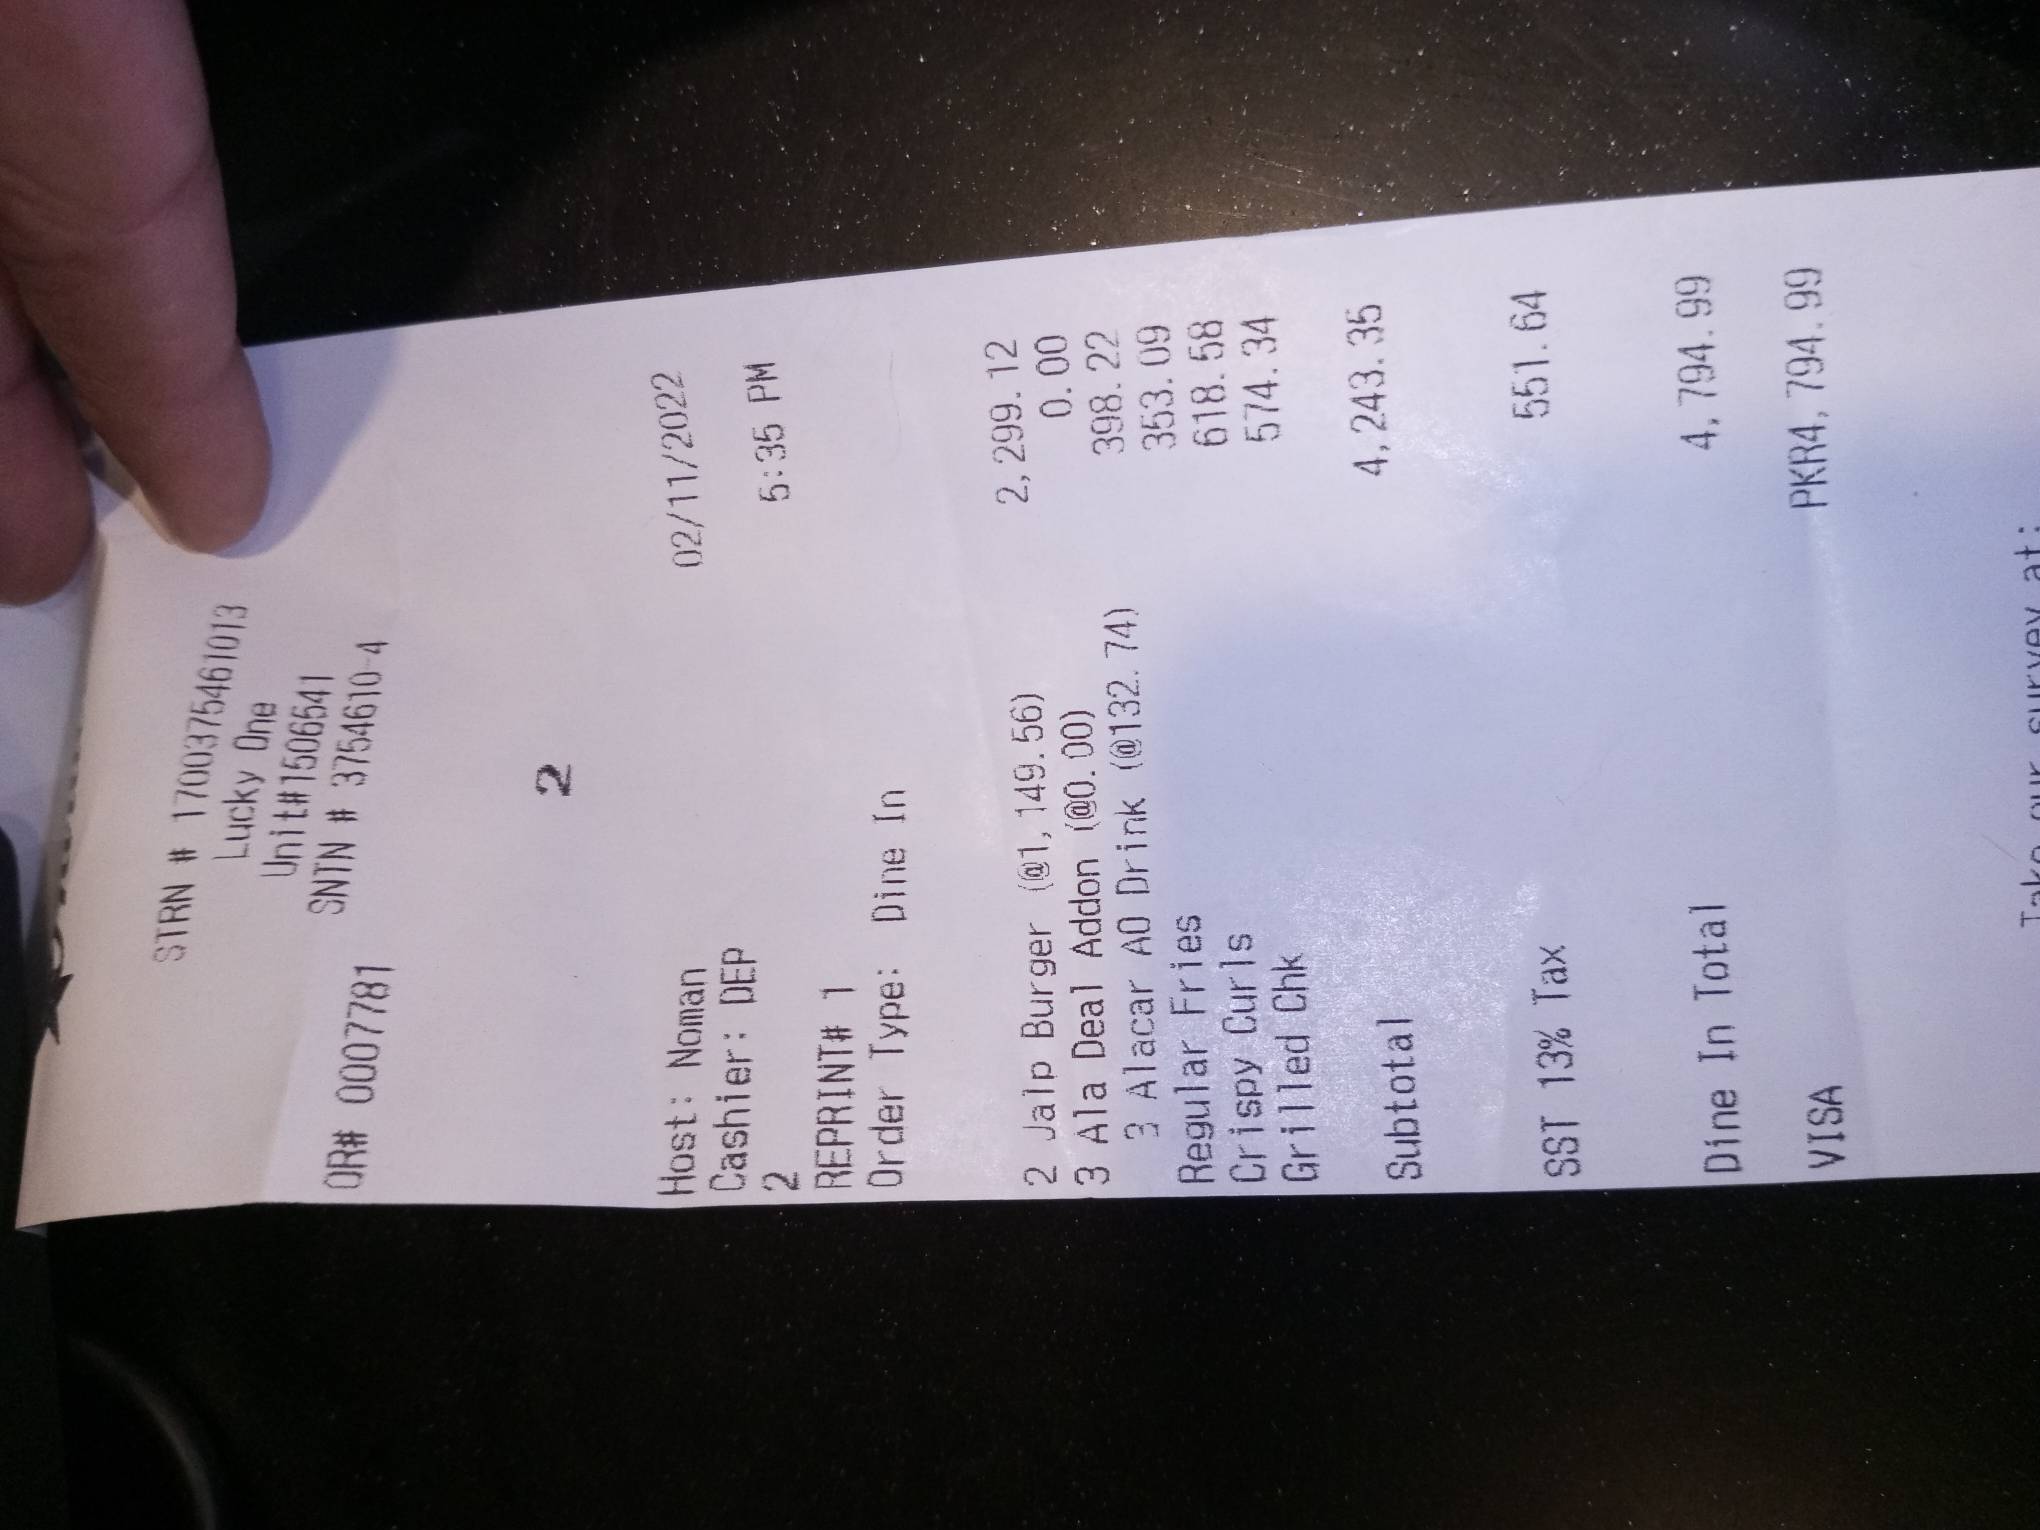 STRN # 1700375461013
Lucky One
Unit#1506541
SNTN # 3754610-4
OR# 0007781
2
Host: Noman 02/11/2022
Cashier: DEP
2 5:35 PM
REPRINT# 1
Order Type: Dine In
2 Jalp Burger (@1,149.56) 2,299.12
3 Ala Deal Addon (@0.00) 0.00
3 Alacar AO Drink (@132.74) 398.22
Regular Fries 353.09
Crispy Curls 618.58
Grilled Chk 574.34
Subtotal 4,243.35
SST 13% Tax 551.64
Dine In Total 4,794.99
VISA PKR4,794.99
Take our survey at: